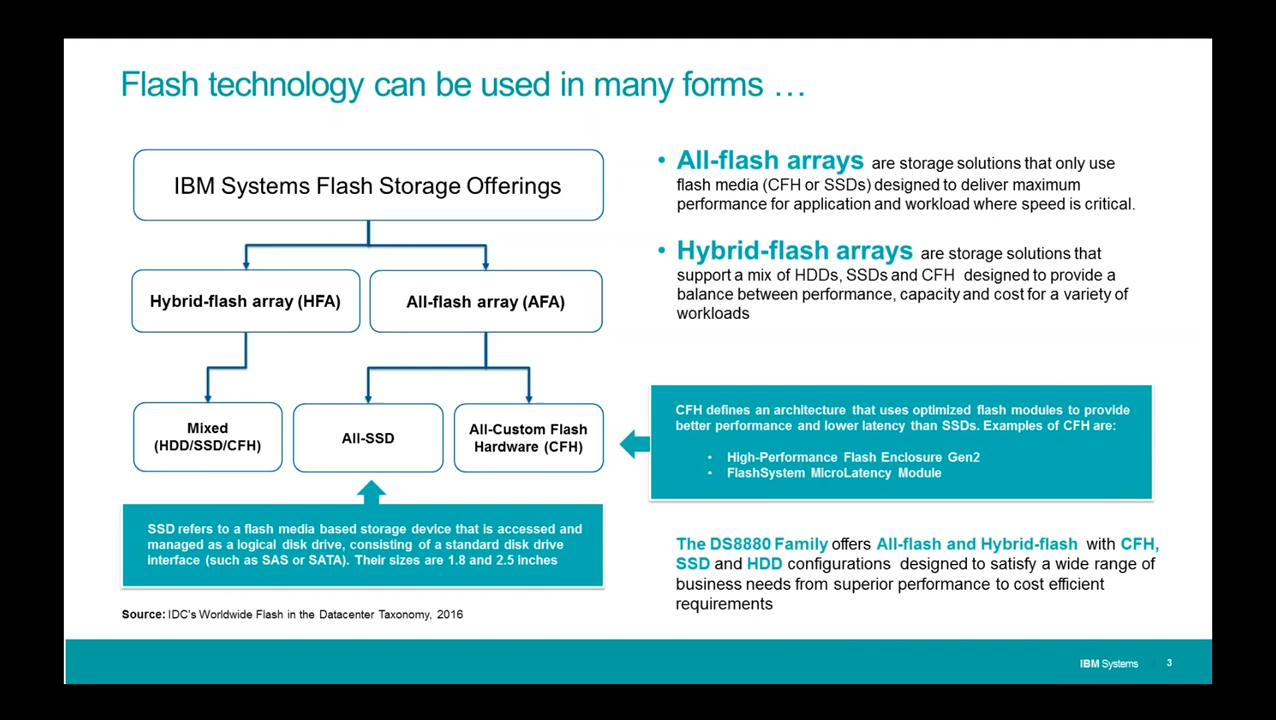 Flash technology can be used in many forms …
IBM Systems Flash Storage Offerings
Hybrid-flash array (HFA)
All-flash array (AFA)
Mixed
(HDD/SSD/CFH)
All-SSD
All-Custom Flash
Hardware (CFH)
SSD refers to a flash media based storage device that is accessed and
managed as a logical disk drive, consisting of a standard disk drive
interface (such as SAS or SATA). Their sizes are 1.8 and 2.5 inches
Source: IDC's Worldwide Flash in the Datacenter Taxonomy, 2016
• All-flash arrays are storage solutions that only use
flash media (CFH or SSDs) designed to deliver maximum
performance for application and workload where speed is critical.
• Hybrid-flash arrays are storage solutions that
support a mix of HDDs, SSDs and CFH designed to provide a
balance between performance, capacity and cost for a variety of
workloads
CFH defines an architecture that uses optimized flash modules to provide
better performance and lower latency than SSDs. Examples of CFH are:
• High-Performance Flash Enclosure Gen2
• FlashSystem MicroLatency Module
The DS8880 Family offers All-flash and Hybrid-flash with CFH,
SSD and HDD configurations designed to satisfy a wide range of
business needs from superior performance to cost efficient
requirements
IBM Systems
3